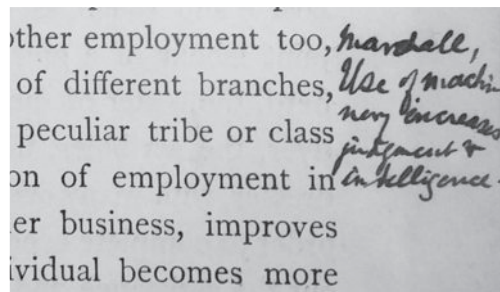 other employment too,
of different branches,
peculiar tribe or class
on of employment in
er business, improves
ividual becomes more
Marshall,
Use of machi
nery increases
judgment &
intelligence.